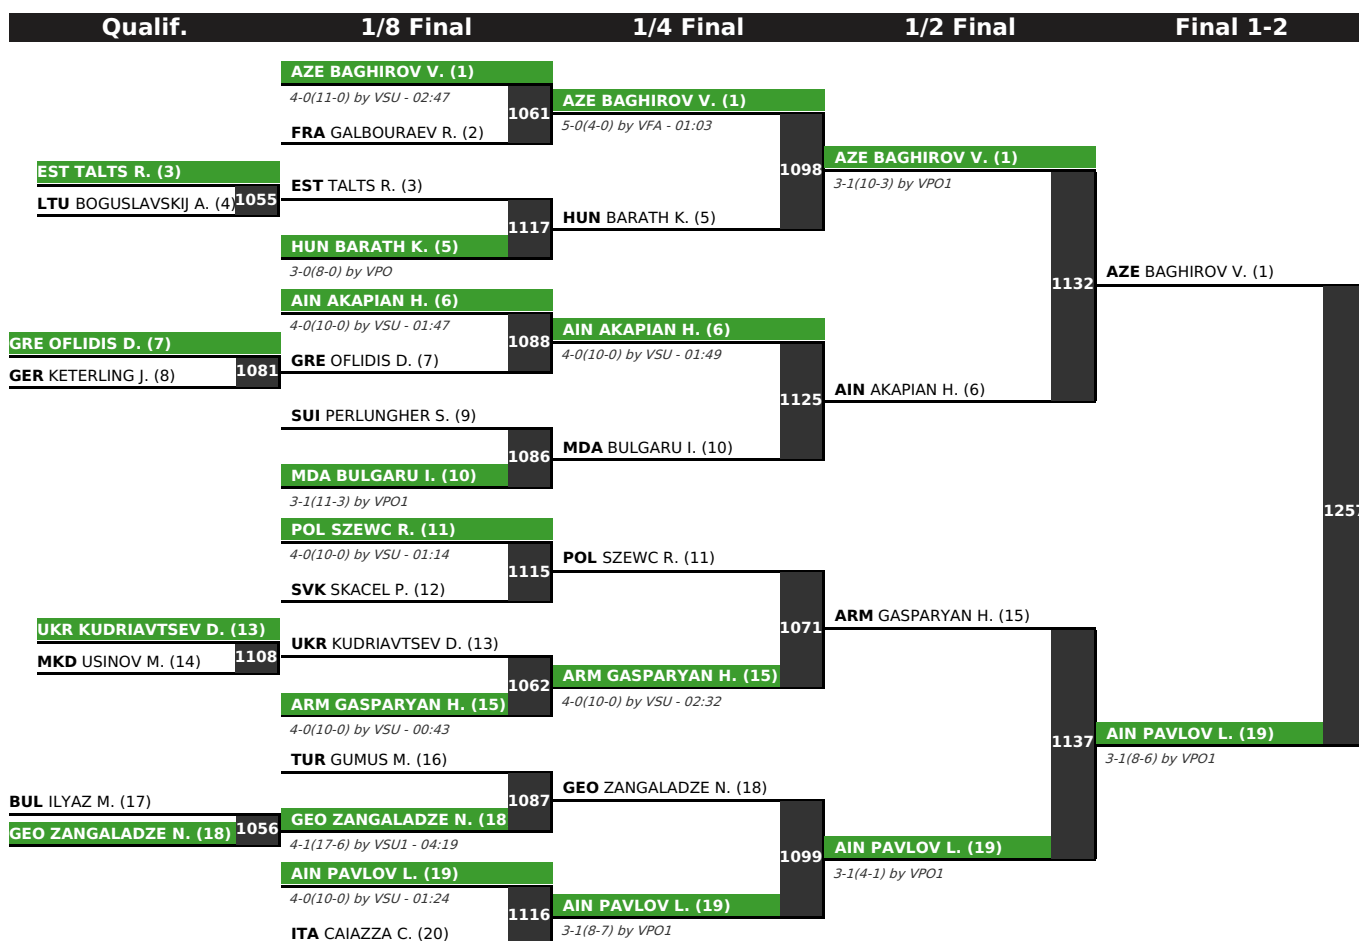 Qualif.
1/8 Final
1/4 Final
1/2 Final
Final 1-2
EST TALTS R. (3)
LTU BOGUSLAVSKIJ A. (4)
1055
GRE OFLIDIS D. (7)
GER KETERLING J. (8)
1081
UKR KUDRIAVTSEV D. (13)
MKD USINOV M. (14)
1108
BUL ILYAZ M. (17)
GEO ZANGALADZE N. (18)
1056
AZE BAGHIROV V. (1)
4-0(11-0) by VSU - 02:47
1061
FRA GALBOURAEV R. (2)
EST TALTS R. (3)
1117
HUN BARATH K. (5)
3-0(8-0) by VPO
AIN AKAPIAN H. (6)
4-0(10-0) by VSU - 01:47
1088
GRE OFLIDIS D. (7)
SUI PERLUNGHER S. (9)
1086
MDA BULGARU I. (10)
3-1(11-3) by VPO1
POL SZEWC R. (11)
4-0(10-0) by VSU - 01:14
1115
SVK SKACEL P. (12)
UKR KUDRIAVTSEV D. (13)
1062
ARM GASPARYAN H. (15)
4-0(10-0) by VSU - 00:43
TUR GUMUS M. (16)
1087
GEO ZANGALADZE N. (18
4-1(17-6) by VSU1 - 04:19
AIN PAVLOV L. (19)
4-0(10-0) by VSU - 01:24
1116
ITA CAIAZZA C. (20)
AZE BAGHIROV V. (1)
5-0(4-0) by VFA - 01:03
1098
HUN BARATH K. (5)
AIN AKAPIAN H. (6)
4-0(10-0) by VSU - 01:49
1125
MDA BULGARU I. (10)
POL SZEWC R. (11)
1071
ARM GASPARYAN H. (15)
4-0(10-0) by VSU - 02:32
GEO ZANGALADZE N. (18)
1099
AIN PAVLOV L. (19)
3-1(8-7) by VPO1
AZE BAGHIROV V. (1)
3-1(10-3) by VPO1
1132
AIN AKAPIAN H. (6)
ARM GASPARYAN H. (15)
1137
AIN PAVLOV L. (19)
3-1(4-1) by VPO1
AZE BAGHIROV V. (1)
1257
AIN PAVLOV L. (19)
3-1(8-6) by VPO1